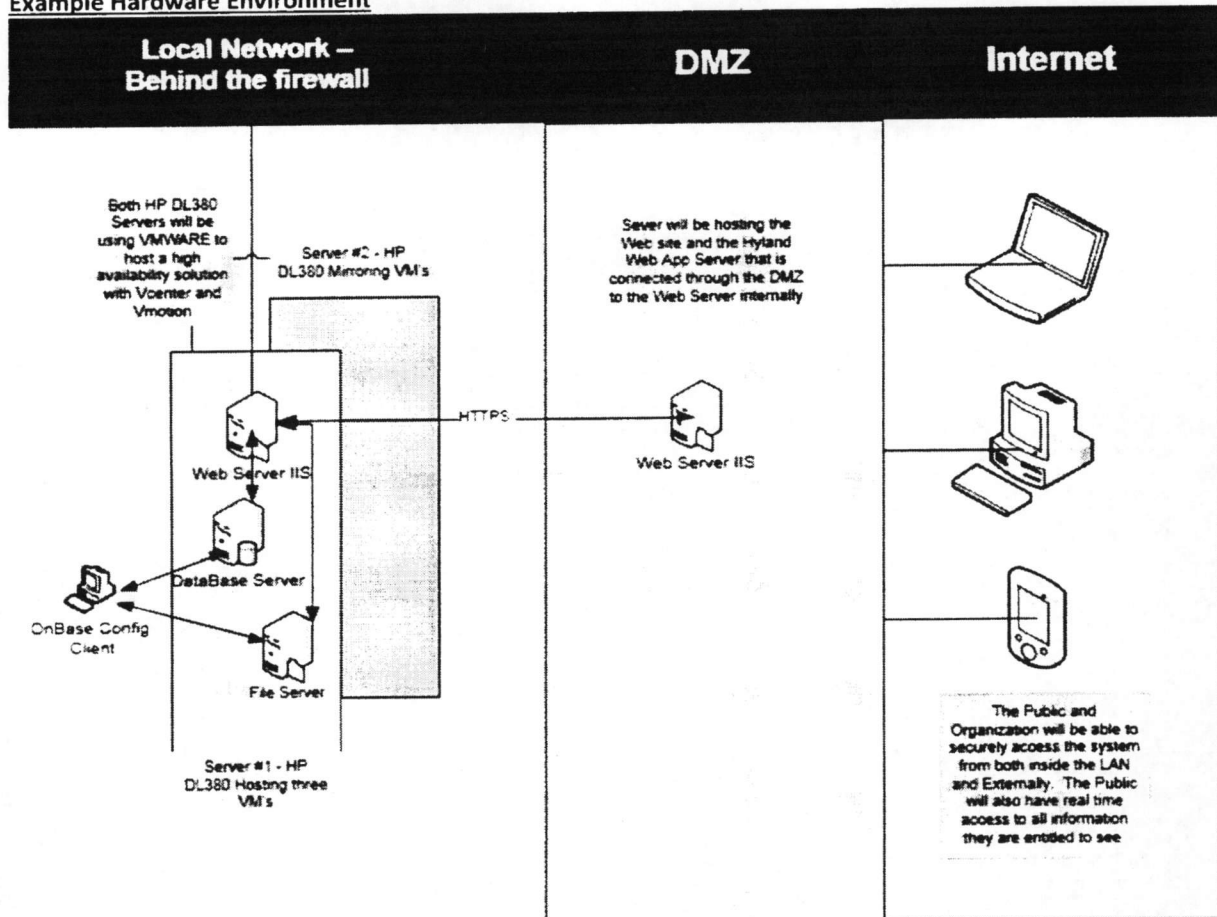 Example Hardware Environment
Local Network –
Behind the firewall
DMZ
Internet
Both HP DL380
Servers will be
using VMWARE to
host a high
availability solution
with Vcenter and
Vmotion
Server #2 - HP
DL380 Mirroring VM's
Sever will be hosting the
Web site and the Hyland
Web App Server that is
connected through the DMZ
to the Web Server internally
HTTPS
Web Server IIS
Web Server IIS
DataBase Server
OnBase Config
Client
File Server
Server #1 - HP
DL380 Hosting three
VM's
The Public and
Organization will be able to
securely access the system
from both inside the LAN
and Externally. The Public
will also have real time
access to all information
they are entitled to see